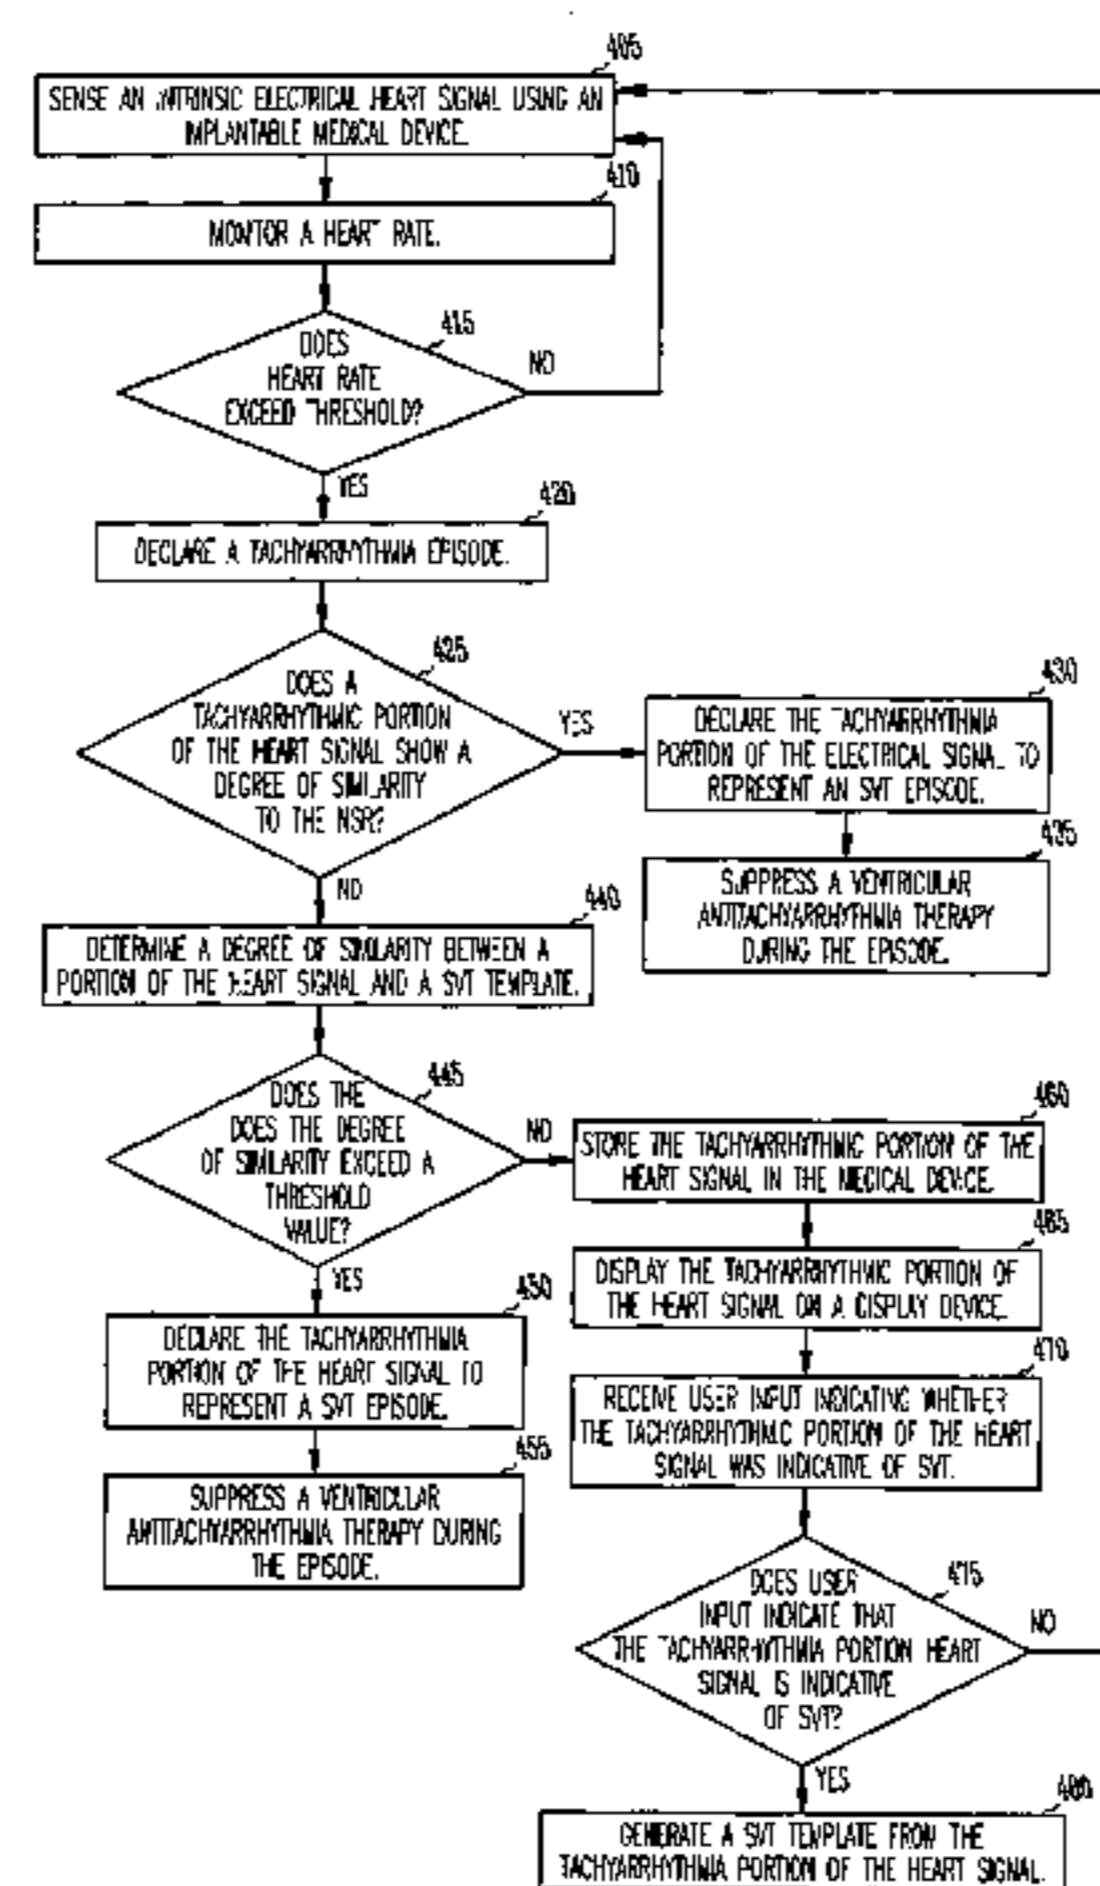 405
SENSE AN INTRINSIC ELECTRICAL HEART SIGNAL USING AN
IMPLANTABLE MEDICAL DEVICE.
410
MONITOR A HEART RATE.
415
DOES
HEART RATE
EXCEED THRESHOLD?
NO
YES
420
DECLARE A TACHYARRHYTHMIA EPISODE.
425
DOES A
TACHYARRHYTHMIC PORTION
OF THE HEART SIGNAL SHOW A
DEGREE OF SIMILARITY
TO THE NSR?
YES
430
DECLARE THE TACHYARRHYTHMIA
PORTION OF THE ELECTRICAL SIGNAL TO
REPRESENT AN SVT EPISODE.
435
SUPPRESS A VENTRICULAR
ANTITACHYARRHYTHMIA THERAPY
DURING THE EPISODE.
NO
440
DETERMINE A DEGREE OF SIMILARITY BETWEEN A
PORTION OF THE HEART SIGNAL AND A SVT TEMPLATE.
445
DOES THE
DOES THE DEGREE
OF SIMILARITY EXCEED A
THRESHOLD
VALUE?
YES
450
DECLARE THE TACHYARRHYTHMIA
PORTION OF THE HEART SIGNAL TO
REPRESENT A SVT EPISODE.
455
SUPPRESS A VENTRICULAR
ANTITACHYARRHYTHMIA THERAPY DURING
THE EPISODE.
NO
460
STORE THE TACHYARRHYTHMIC PORTION OF THE
HEART SIGNAL IN THE MEDICAL DEVICE.
465
DISPLAY THE TACHYARRHYTHMIC PORTION OF
THE HEART SIGNAL ON A DISPLAY DEVICE.
470
RECEIVE USER INPUT INDICATING WHETHER
THE TACHYARRHYTHMIC PORTION OF THE HEART
SIGNAL WAS INDICATIVE OF SVT.
475
DOES USER
INPUT INDICATE THAT
THE TACHYARRHYTHMIA PORTION HEART
SIGNAL IS INDICATIVE
OF SVT?
NO
YES
480
GENERATE A SVT TEMPLATE FROM THE
TACHYARRHYTHMIA PORTION OF THE HEART SIGNAL.